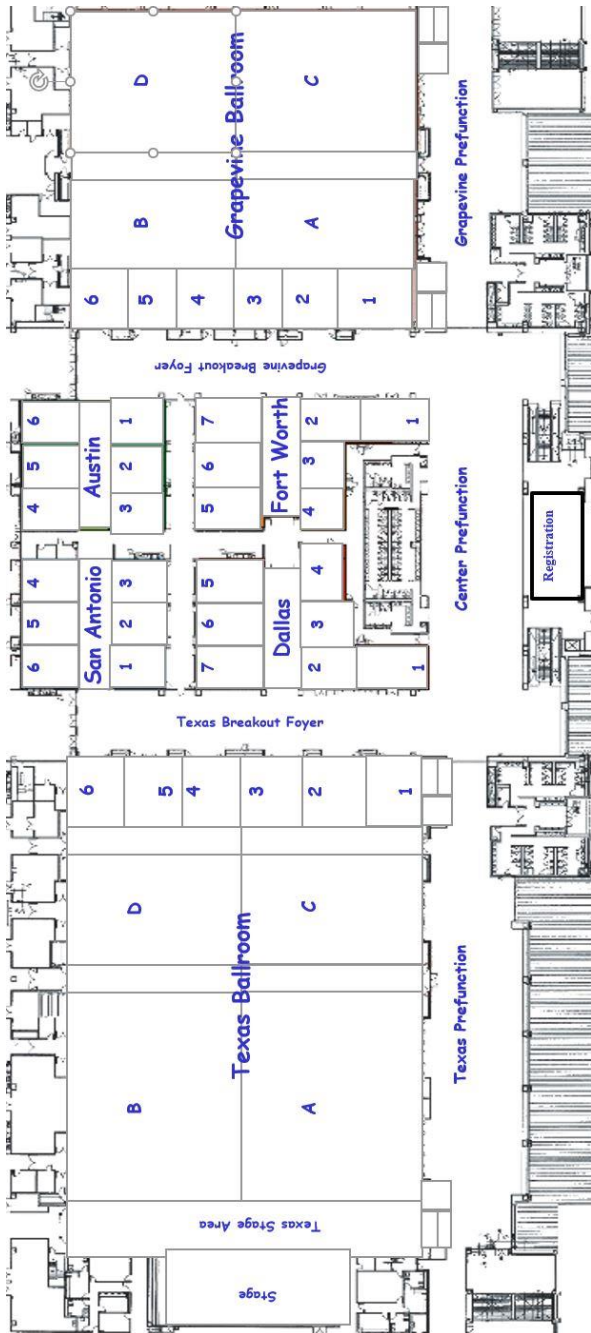 D
C
Grapevine Ballroom
B
A
6
5
4
3
2
1
Grapevine Prefunction
Grapevine Breakout Foyer
6
5
4
Austin
1
2
3
7
6
5
Fort Worth
2
3
4
1
4
5
6
San Antonio
3
2
1
5
6
7
Dallas
4
3
2
1
Center Prefunction
Registration
Texas Breakout Foyer
6
5
4
3
2
1
D
C
Texas Ballroom
B
A
Texas Prefunction
Texas Stage Area
Stage